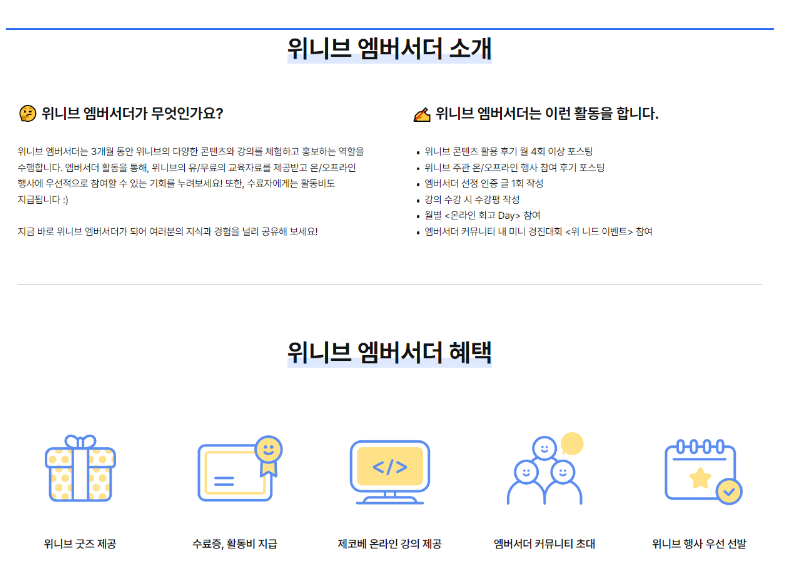 위니브 엠버서더 소개
🤔 위니브 엠버서더가 무엇인가요?
위니브 엠버서더는 3개월 동안 위니브의 다양한 콘텐츠와 강의를 체험하고 홍보하는 역할을
수행합니다. 엠버서더 활동을 통해, 위니브의 유/무료의 교육자료를 제공받고 온/오프라인
행사에 우선적으로 참여할 수 있는 기회를 누려보세요! 또한, 수료자에게는 활동비도
지급됩니다 :)
지금 바로 위니브 엠버서더가 되어 여러분의 지식과 경험을 널리 공유해 보세요!
✍️ 위니브 엠버서더는 이런 활동을 합니다.
• 위니브 콘텐츠 활용 후기 월 4회 이상 포스팅
• 위니브 주관 온/오프라인 행사 참여 후기 포스팅
• 엠버서더 선정 인증 글 1회 작성
• 강의 수강 시 수강평 작성
• 월별 <온라인 회고 Day> 참여
• 엠버서더 커뮤니티 내 미니 경진대회 <위 니드 이벤트> 참여
위니브 엠버서더 혜택
</>
위니브 굿즈 제공
수료증, 활동비 지급
제코베 온라인 강의 제공
엠버서더 커뮤니티 초대
위니브 행사 우선 선발